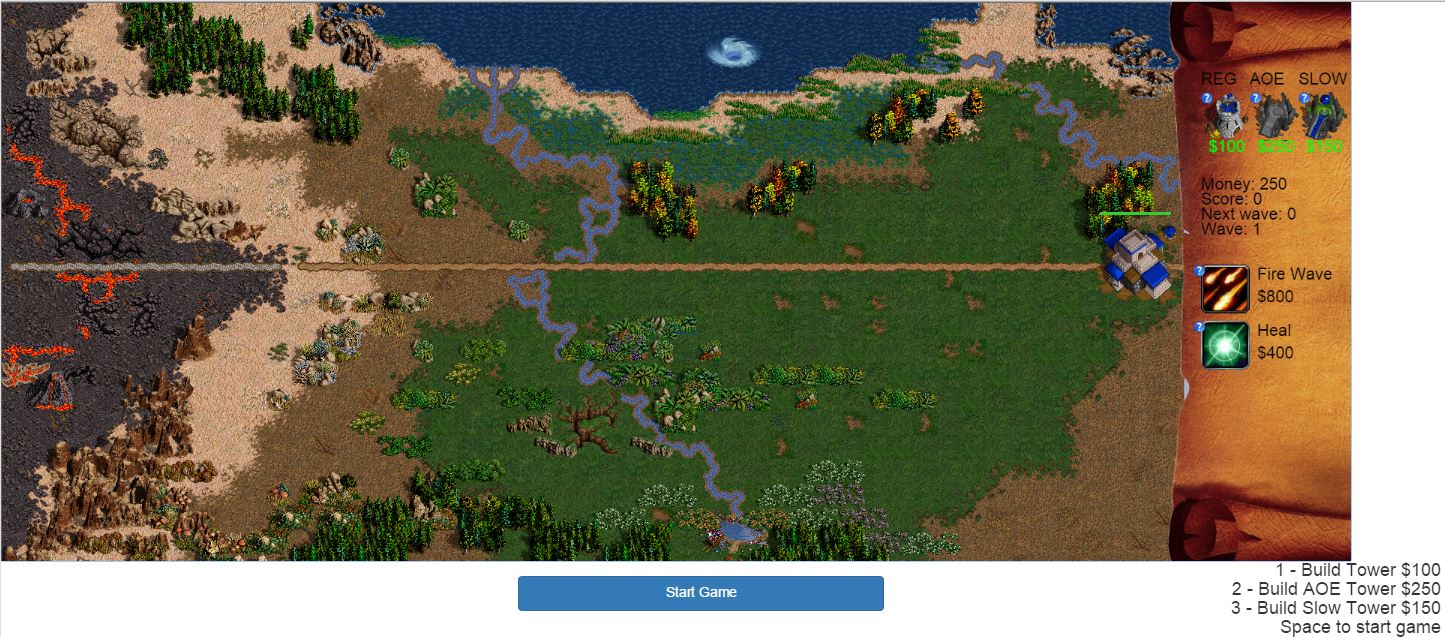 REG AOE SLOW
? ? ?
$100 $250 $150
Money: 250
Score: 0
Next wave: 0
Wave: 1
? Fire Wave
$800
? Heal
$400
Start Game
1 - Build Tower $100
2 - Build AOE Tower $250
3 - Build Slow Tower $150
Space to start game